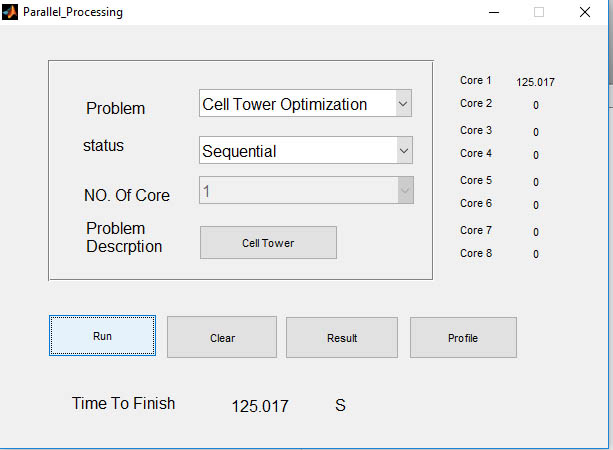 Parallel_Processing
Problem
Cell Tower Optimization
status
Sequential
NO. Of Core
1
Problem
Descrption
Cell Tower
Core 1 125.017
Core 2 0
Core 3 0
Core 4 0
Core 5 0
Core 6 0
Core 7 0
Core 8 0
Run Clear Result Profile
Time To Finish 125.017 S